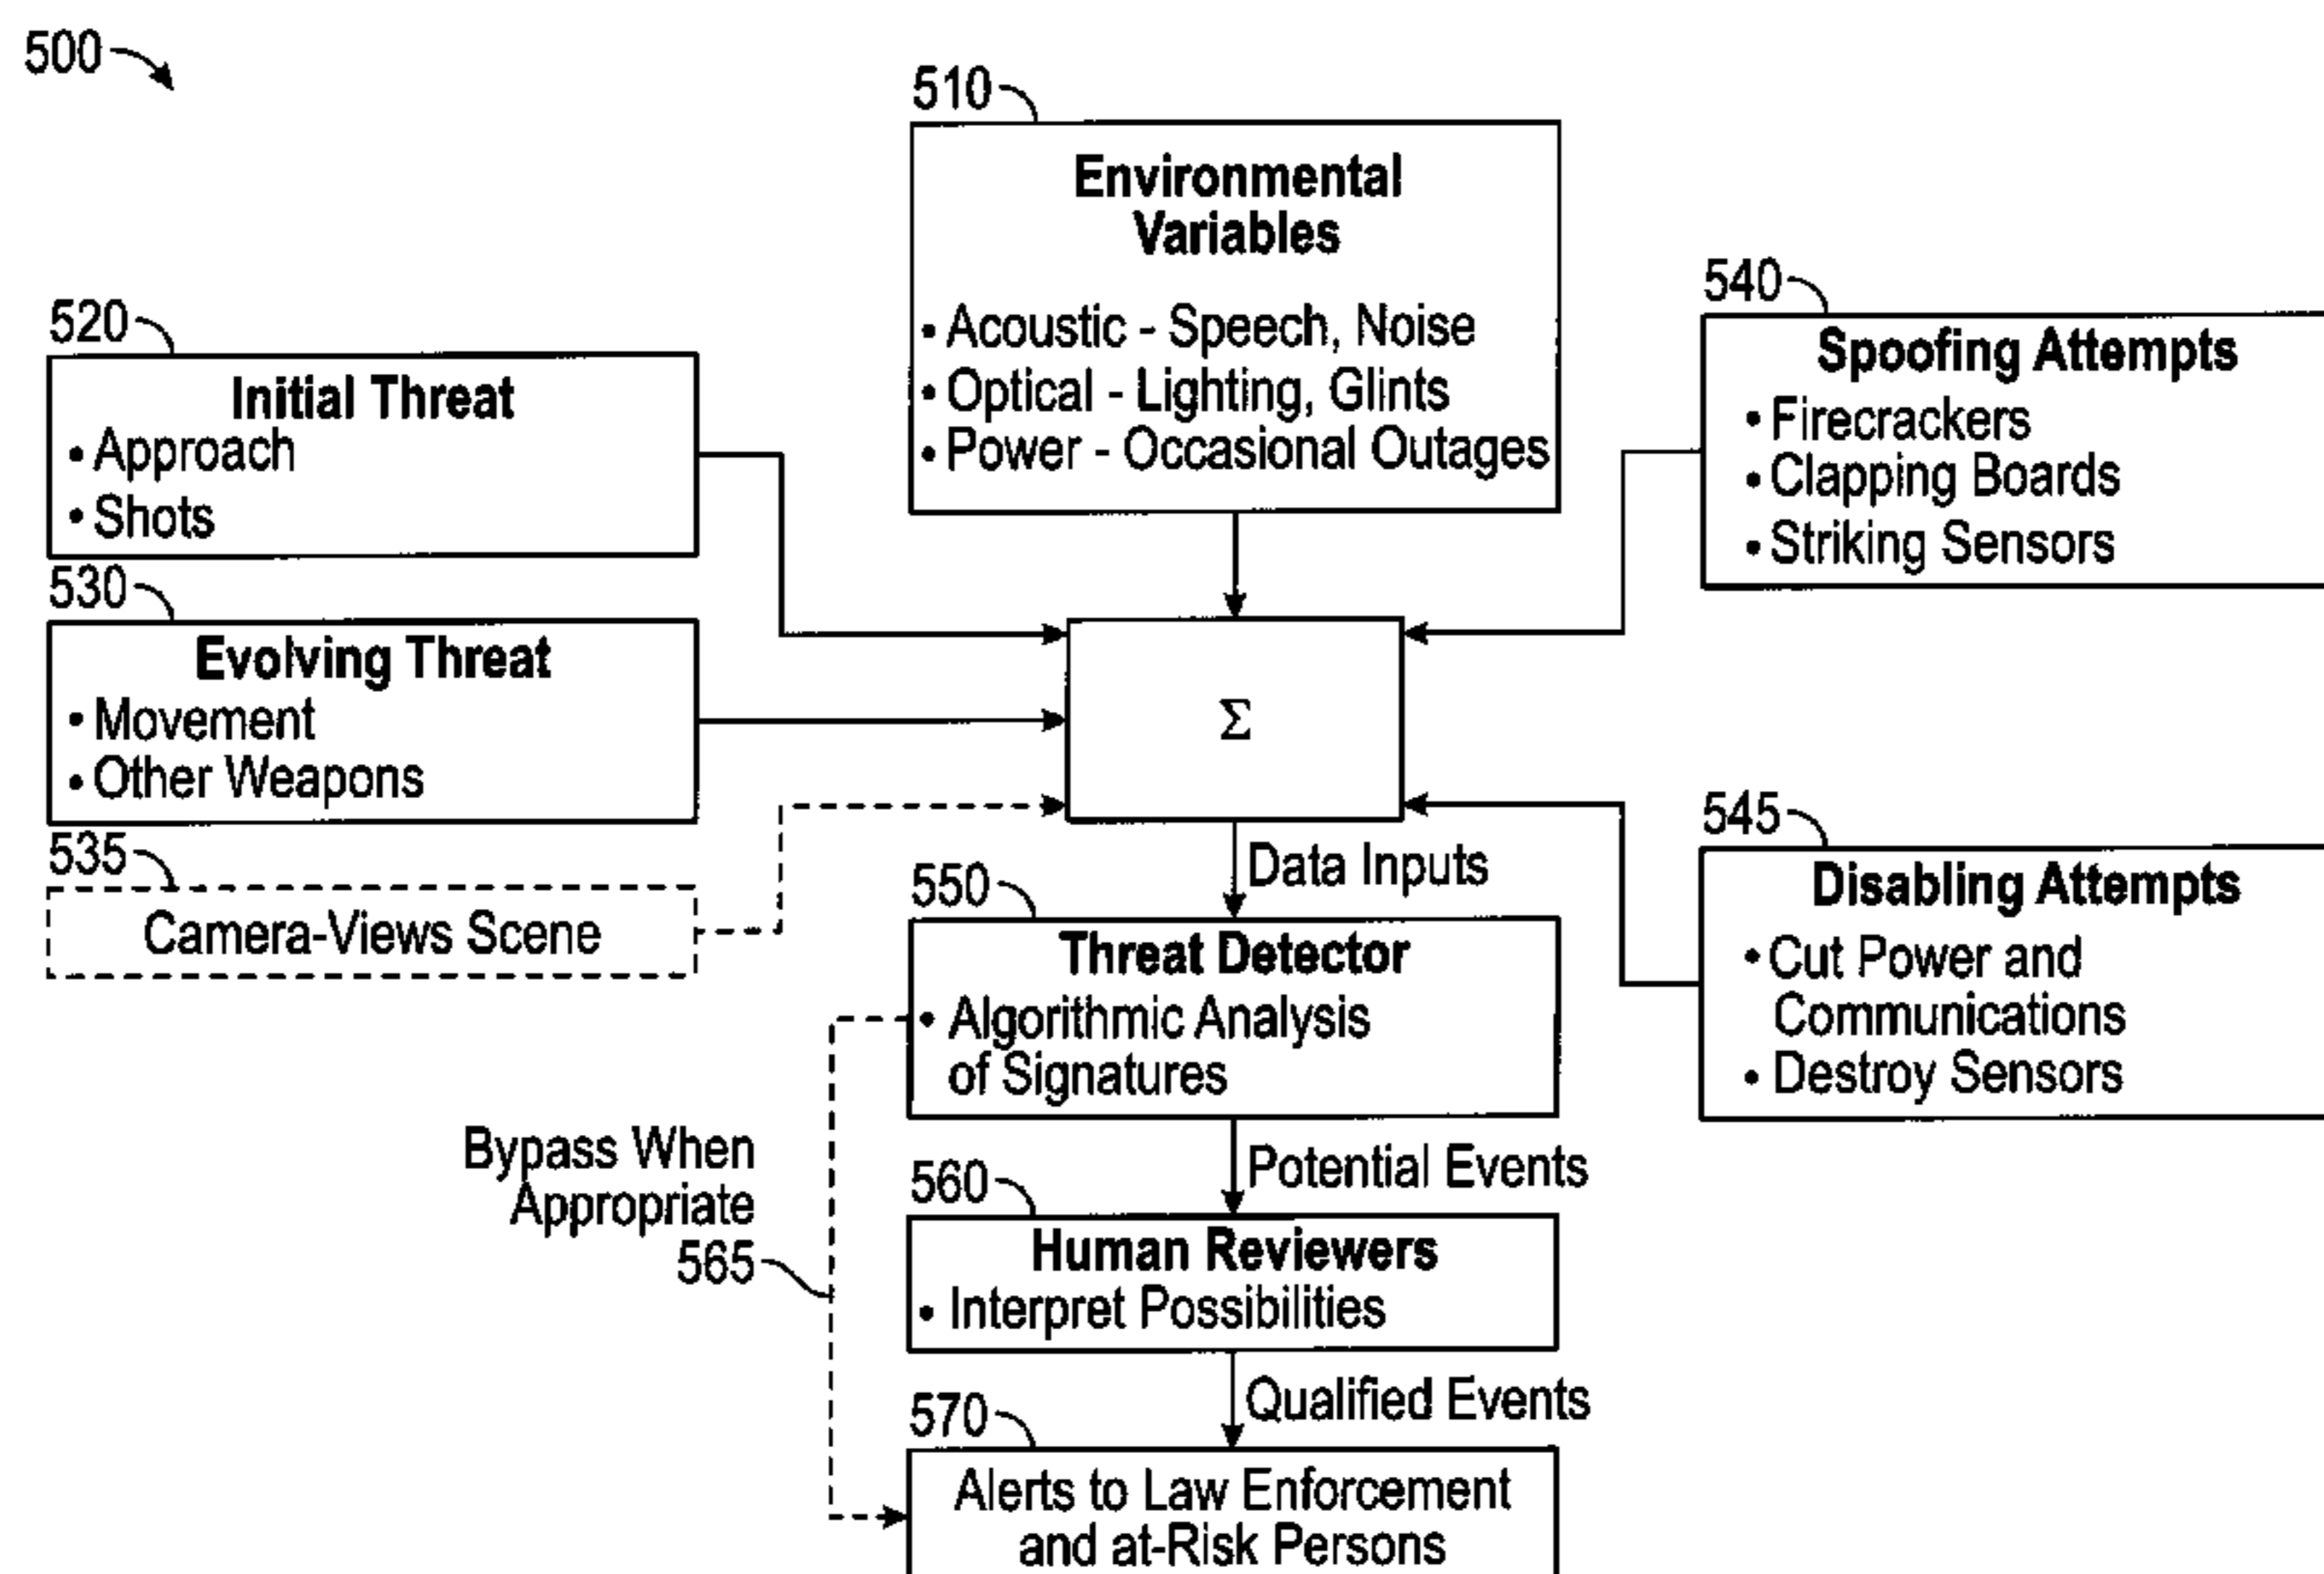 500
510
Environmental
Variables
• Acoustic - Speech, Noise
• Optical - Lighting, Glints
• Power - Occasional Outages
520
Initial Threat
• Approach
• Shots
530
Evolving Threat
• Movement
• Other Weapons
535
Camera-Views Scene
540
Spoofing Attempts
• Firecrackers
• Clapping Boards
• Striking Sensors
Σ
545
Disabling Attempts
• Cut Power and
Communications
• Destroy Sensors
Data Inputs
550
Threat Detector
• Algorithmic Analysis
of Signatures
Bypass When
Appropriate
565
Potential Events
560
Human Reviewers
• Interpret Possibilities
Qualified Events
570
Alerts to Law Enforcement
and at-Risk Persons